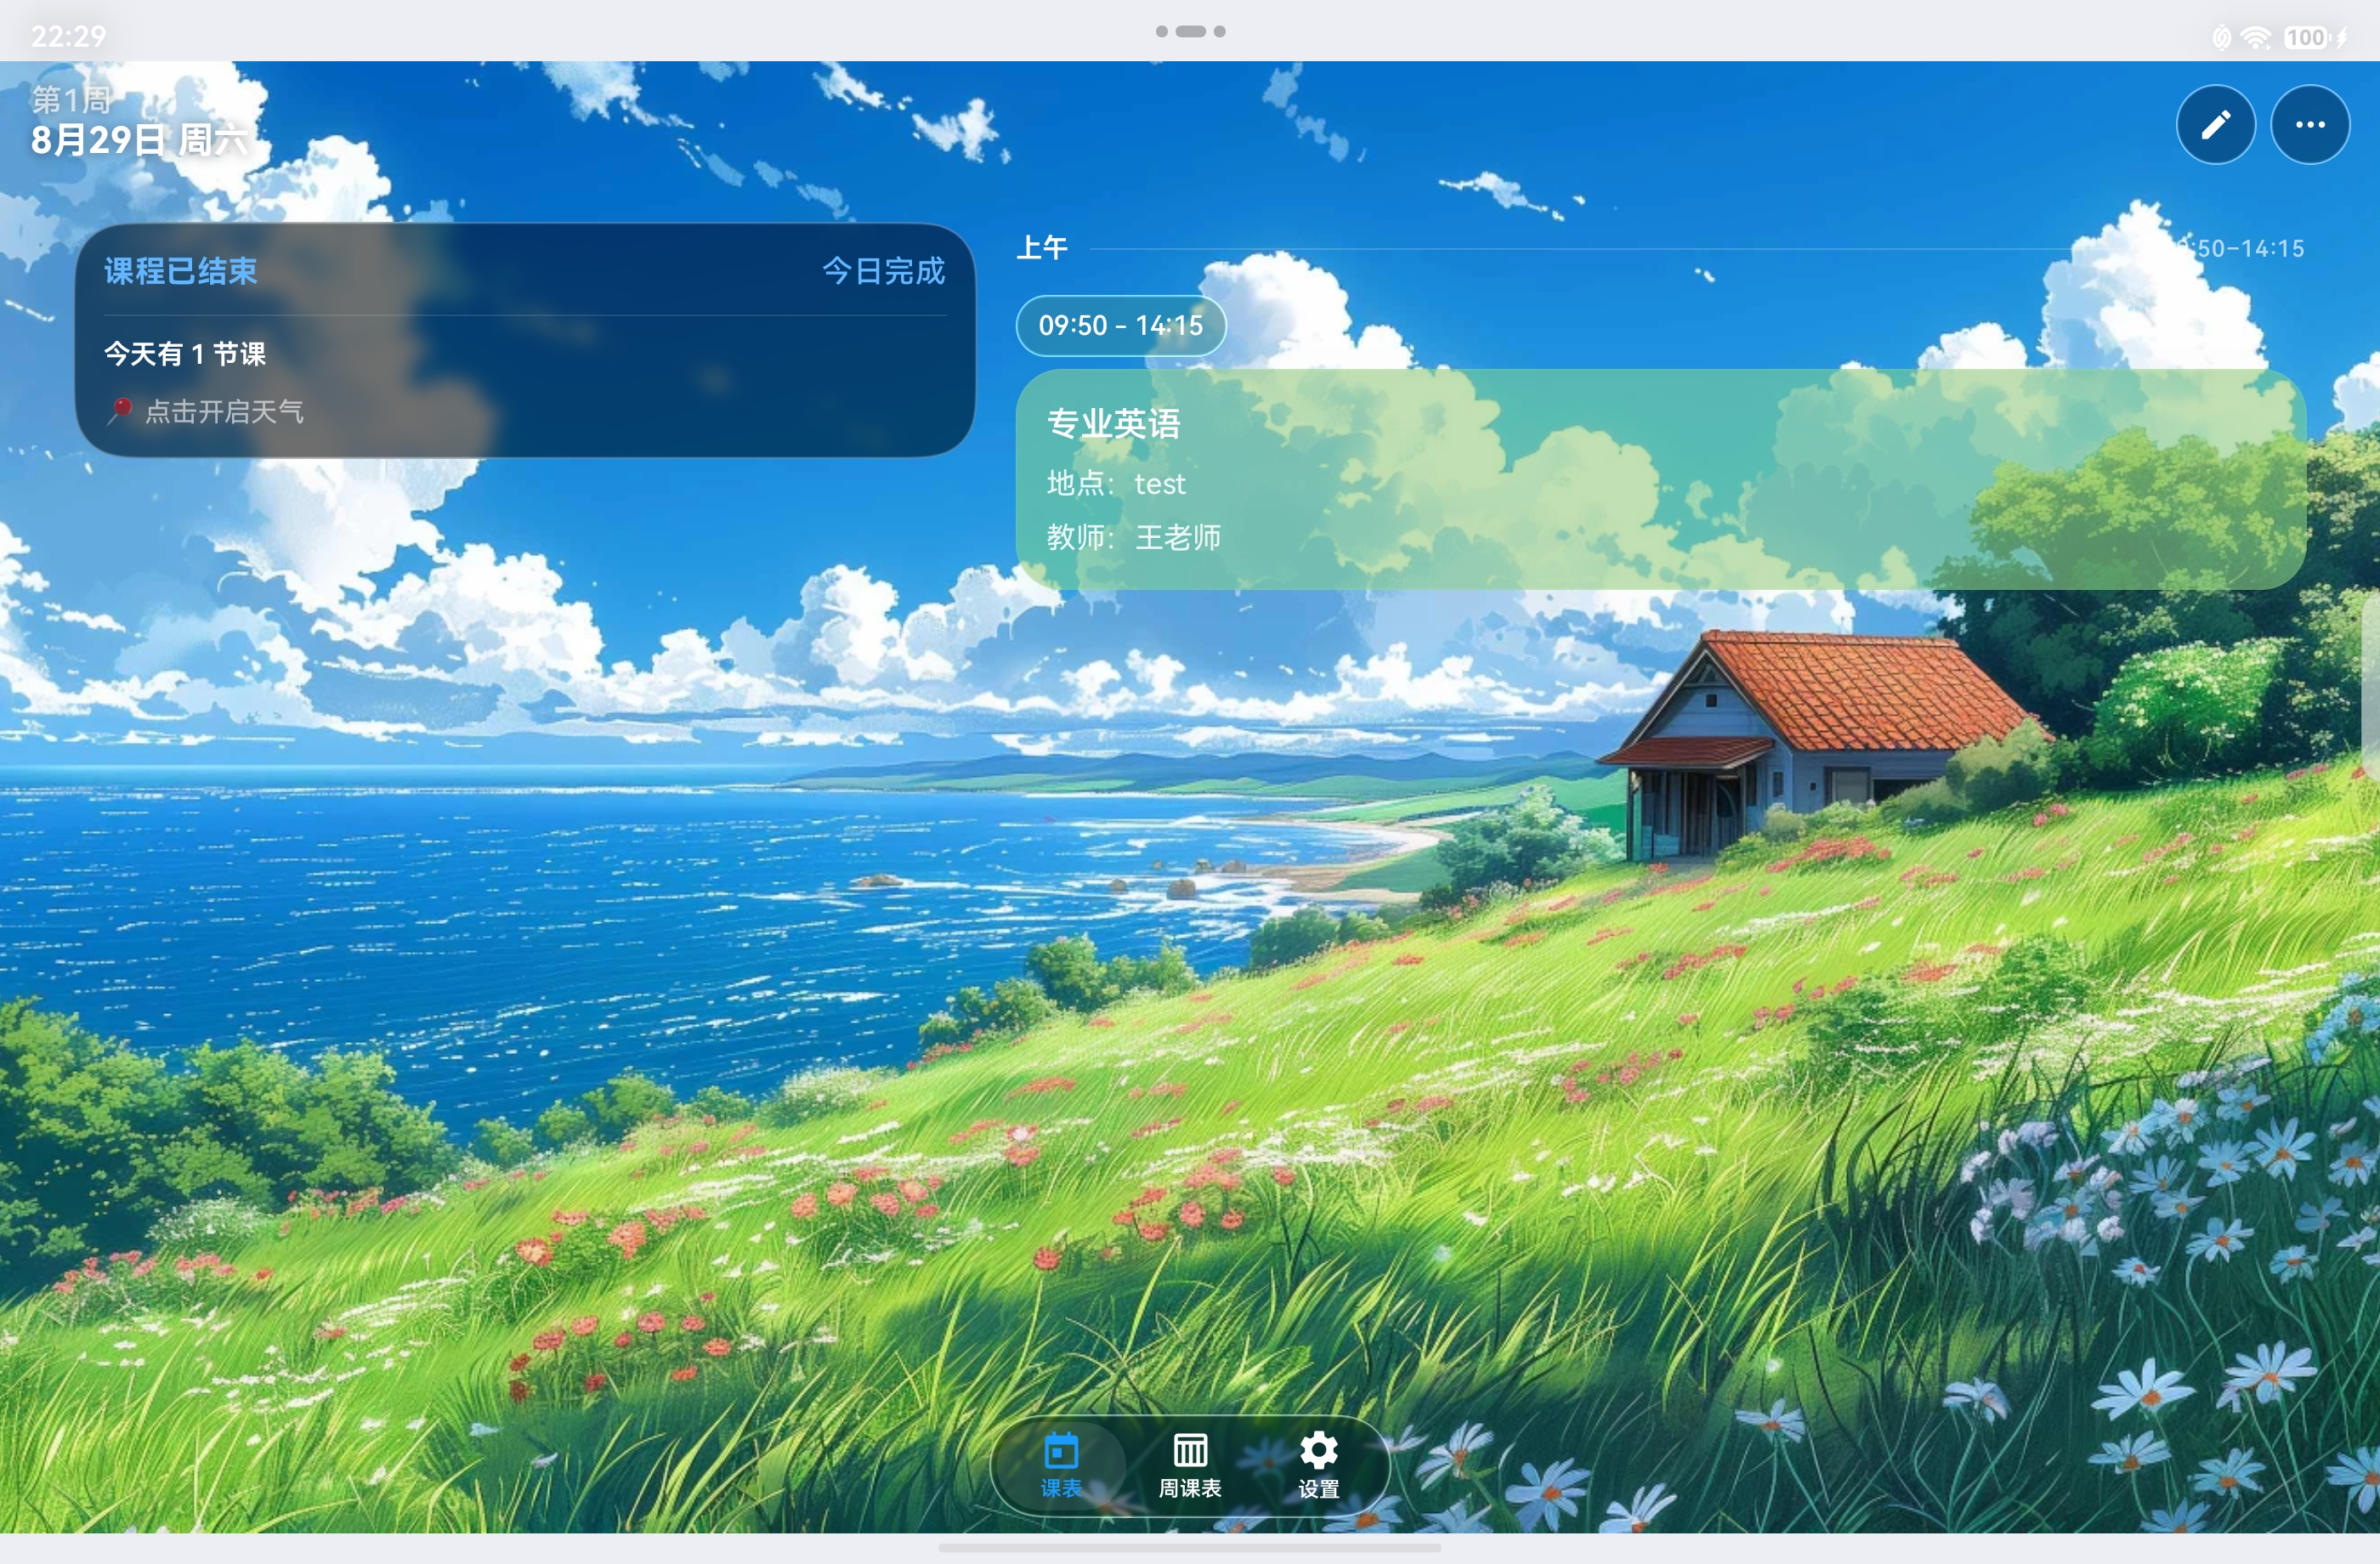 22:29
100
第1周
8月29日 周六
课程已结束
今日完成
今天有 1 节课
点击开启天气
上午
:50-14:15
09:50 - 14:15
专业英语
地点： test
教师： 王老师
课表
周课表
设置